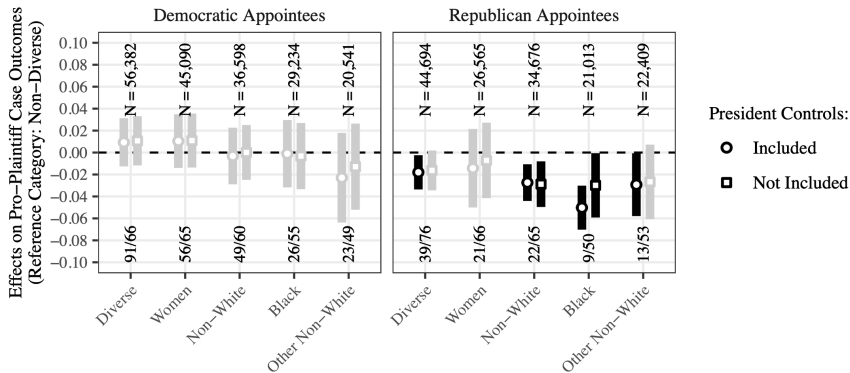 Democratic Appointees
Republican Appointees
Effects on Pro−Plaintiff Case Outcomes
(Reference Category: Non−Diverse)
0.10
0.08
0.06
0.04
0.02
0.00
−0.02
−0.04
−0.06
−0.08
−0.10
N = 56,382
N = 45,090
N = 36,598
N = 29,234
N = 20,541
N = 44,694
N = 26,565
N = 34,676
N = 21,013
N = 22,409
91/66
56/65
49/60
26/55
23/49
39/76
21/66
22/65
9/50
13/53
Diverse
Women
Non−White
Black
Other Non−White
Diverse
Women
Non−White
Black
Other Non−White
President Controls:
Included
Not Included